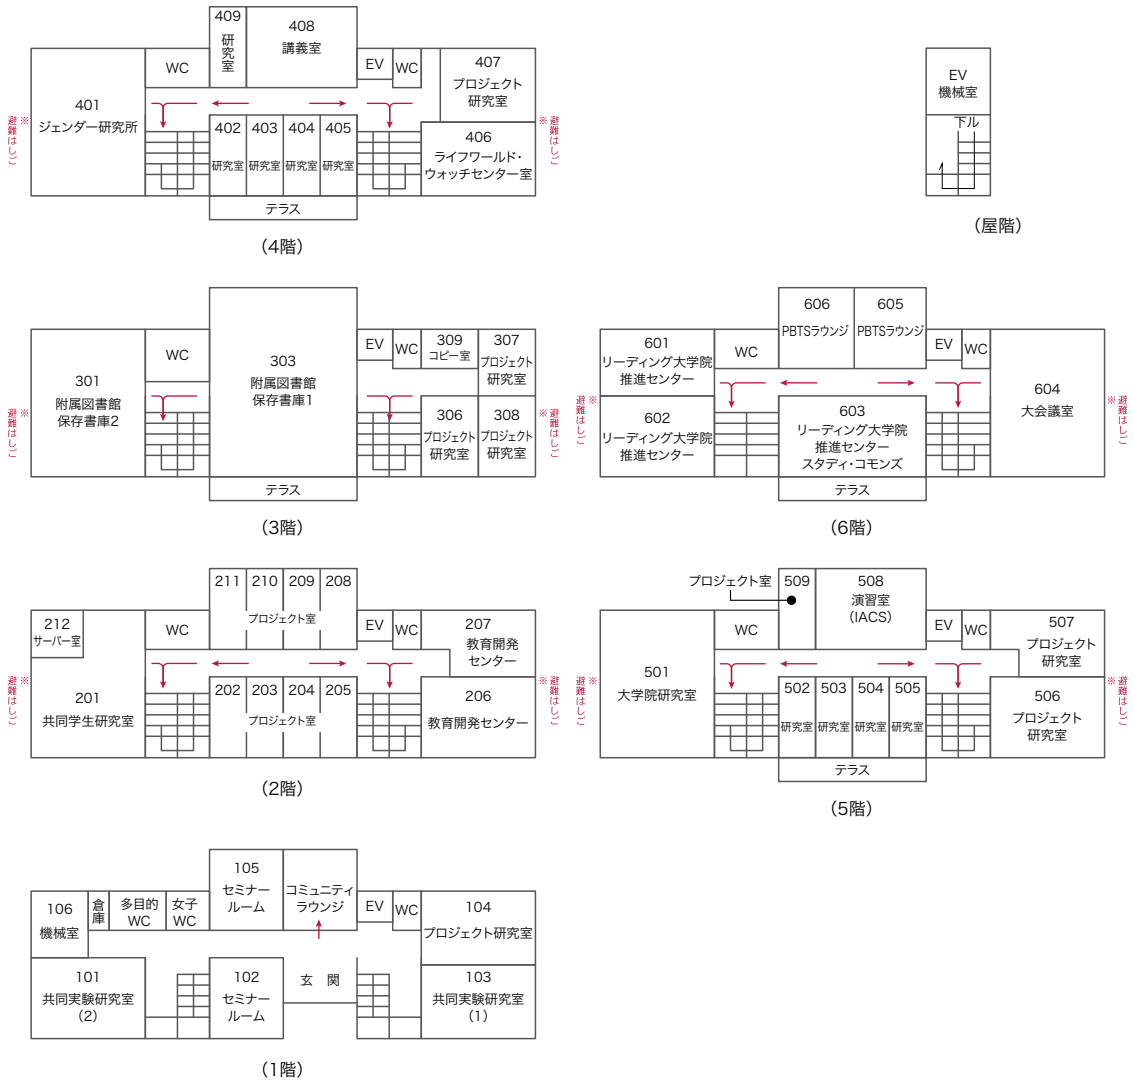 409
研究室
408
講義室
WC
EV
WC
407
プロジェクト
研究室
401
ジェンダー研究所
※避難はしご
402
研究室
403
研究室
404
研究室
405
研究室
406
ライフワールド・
ウォッチセンター室
※避難はしご
テラス
(4階)
EV
機械室
下ル
(屋階)
WC
303
附属図書館
保存書庫1
EV
WC
309
コピー室
307
プロジェクト
研究室
301
附属図書館
保存書庫2
※避難はしご
306
プロジェクト
研究室
308
プロジェクト
研究室
※避難はしご
テラス
(3階)
606
PBTSラウンジ
605
PBTSラウンジ
601
リーディング大学院
推進センター
WC
EV
WC
604
大会議室
※避難はしご
602
リーディング大学院
推進センター
603
リーディング大学院
推進センター
スタディ・コモンズ
※避難はしご
テラス
(6階)
211
210
209
208
プロジェクト室
212
サーバー室
WC
EV
WC
207
教育開発
センター
※避難はしご
201
共同学生研究室
202
203
204
205
プロジェクト室
206
教育開発センター
※避難はしご
(2階)
プロジェクト室
509
508
演習室
(IACS)
WC
EV
WC
507
プロジェクト
研究室
※避難はしご
501
大学院研究室
502
研究室
503
研究室
504
研究室
505
研究室
506
プロジェクト
研究室
※避難はしご
テラス
(5階)
105
セミナー
ルーム
コミュニティ
ラウンジ
106
機械室
倉庫
多目的
WC
女子
WC
EV
WC
104
プロジェクト研究室
101
共同実験研究室
(2)
102
セミナー
ルーム
玄 関
103
共同実験研究室
(1)
(1階)